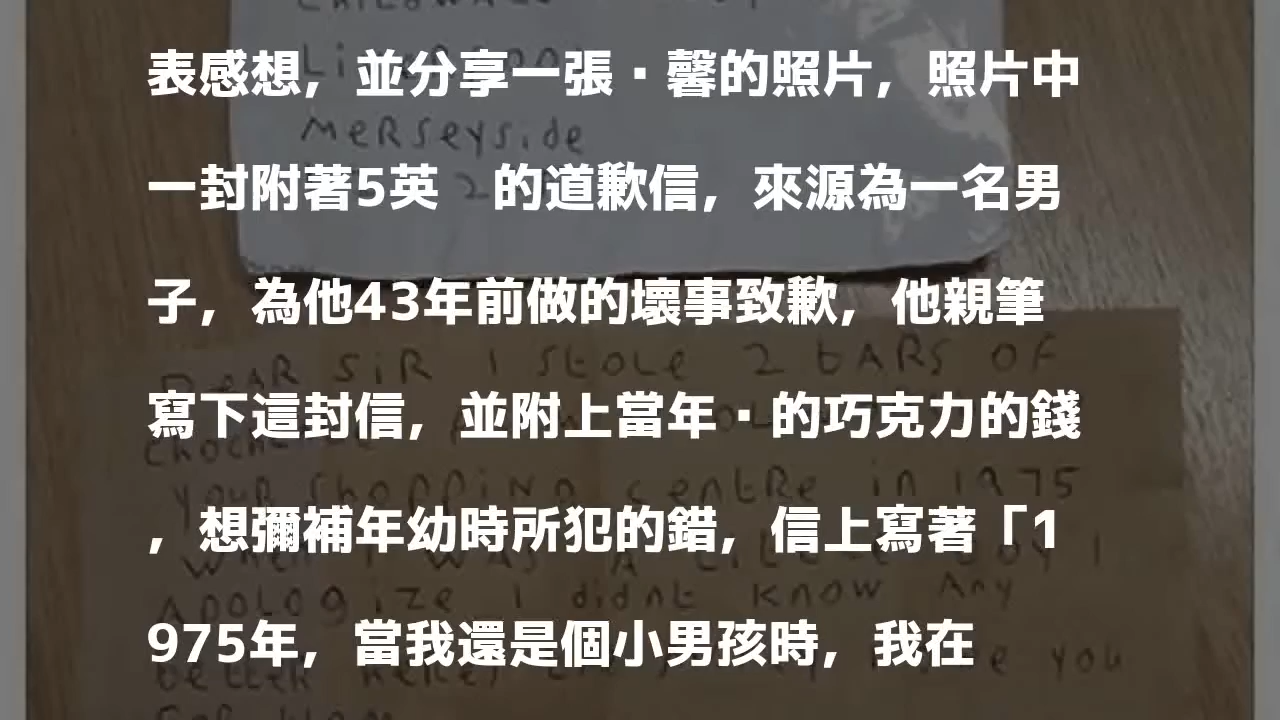 Merseyside
表感想，並分享一張·馨的照片，照片中
一封附著5英 的道歉信，來源為一名男
子，為他43年前做的壞事致歉，他親筆
寫下這封信，並附上當年·的巧克力的錢
，想彌補年幼時所犯的錯，信上寫著「1
975年，當我還是個小男孩時，我在
Dear SiR I Stole 2 bARS OF
your Shopping centRe in 1975
Apologize I didnt know Any
you